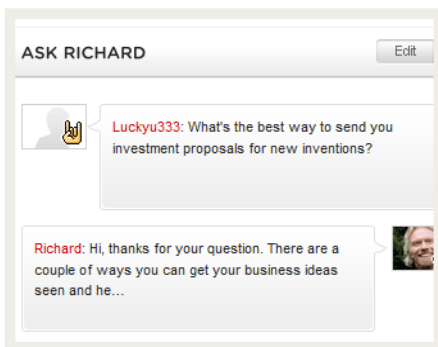 ASK RICHARD
Edit
Luckyu333: What's the best way to send you
investment proposals for new inventions?
Richard: Hi, thanks for your question. There are a
couple of ways you can get your business ideas
seen and he...